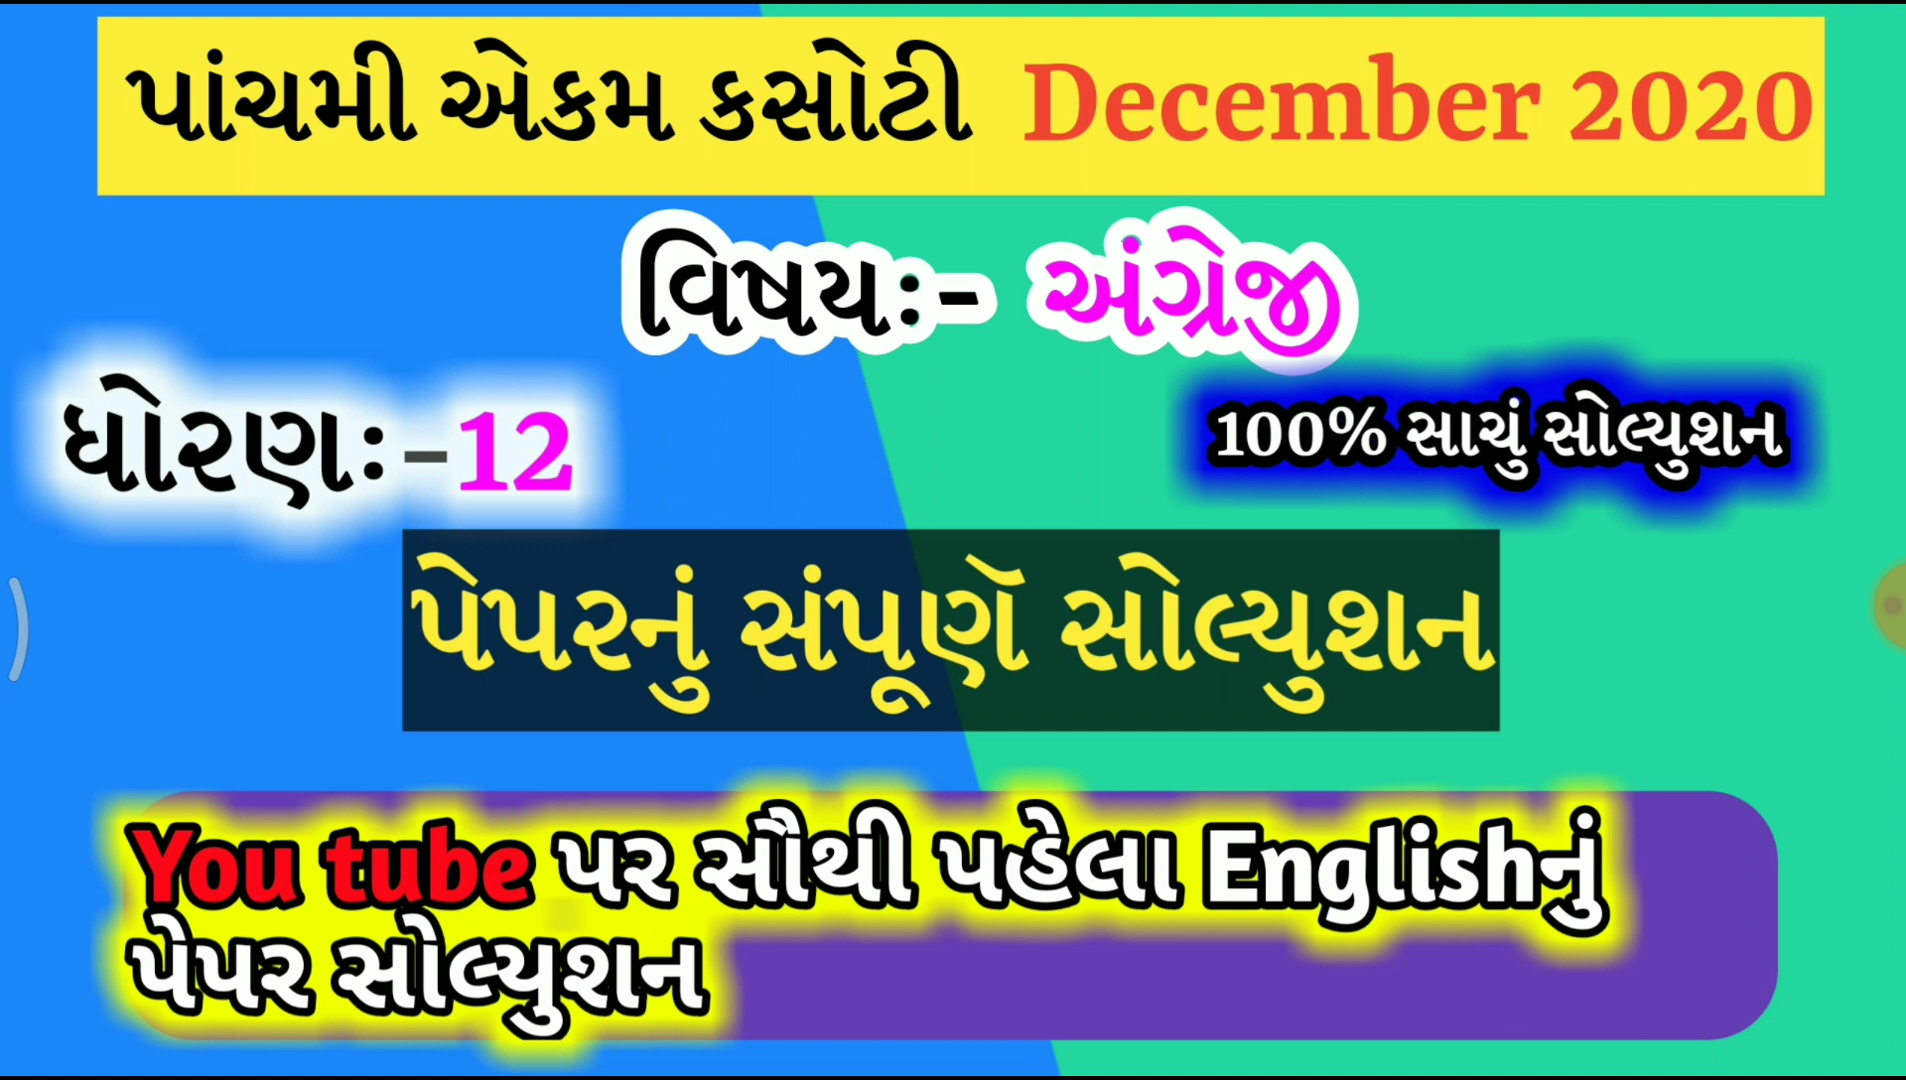 પાંચમી એકમ કસોટી December 2020
વિષયઃ- અંગ્રેજી
ધોરણઃ-12
100% સાચું સોલ્યુશન
પેપરનું સંપૂણૅ સોલ્યુશન
You tube પર સૌથી પહેલા Englishનું
પેપર સોલ્યુશન